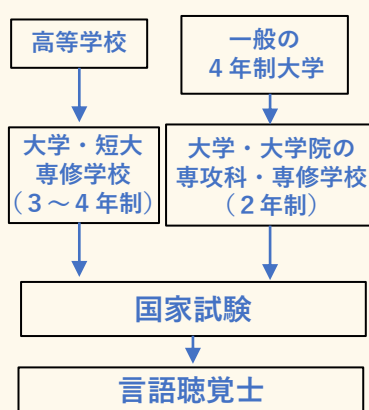 高等学校
一般の
４年制大学
大学・短大
専修学校
（３～４年制）
大学・大学院の
専攻科・専修学校
（２年制）
国家試験
言語聴覚士